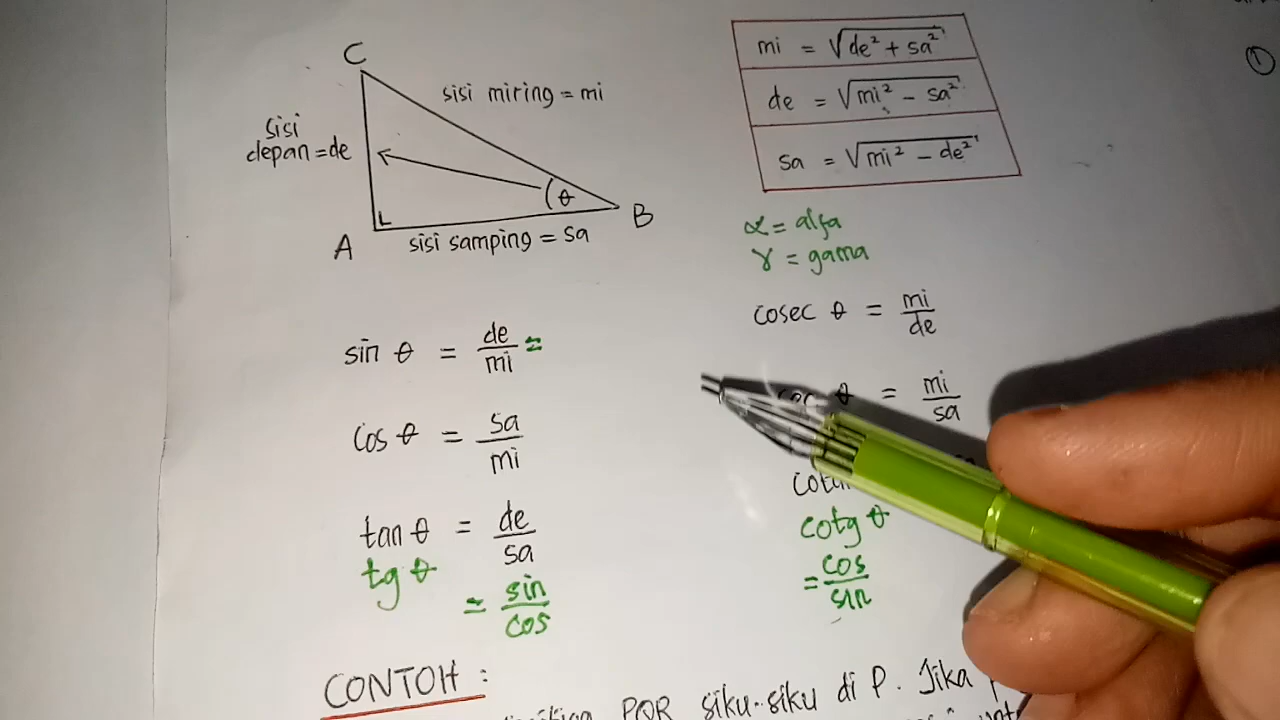 C
sisi miring = mi
sisi
depan = de
θ
A
B
sisi samping = sa
mi = √de² + sa²
de = √mi² - sa²
sa = √mi² - de²
α = alfa
γ = gama
sin θ = de/mi =
cos θ = sa/mi
tan θ = de/sa
tg θ
= sin/cos
cosec θ = mi/de
θ = mi/sa
cotg θ
= cos/sin
CONTOH :
PQR siku-siku di P. Jika
①